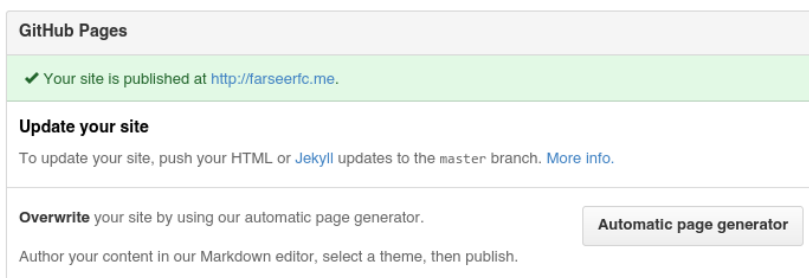 GitHub Pages
✔ Your site is published at http://farseerfc.me.
Update your site
To update your site, push your HTML or Jekyll updates to the master branch. More info.
Overwrite your site by using our automatic page generator.
Automatic page generator
Author your content in our Markdown editor, select a theme, then publish.